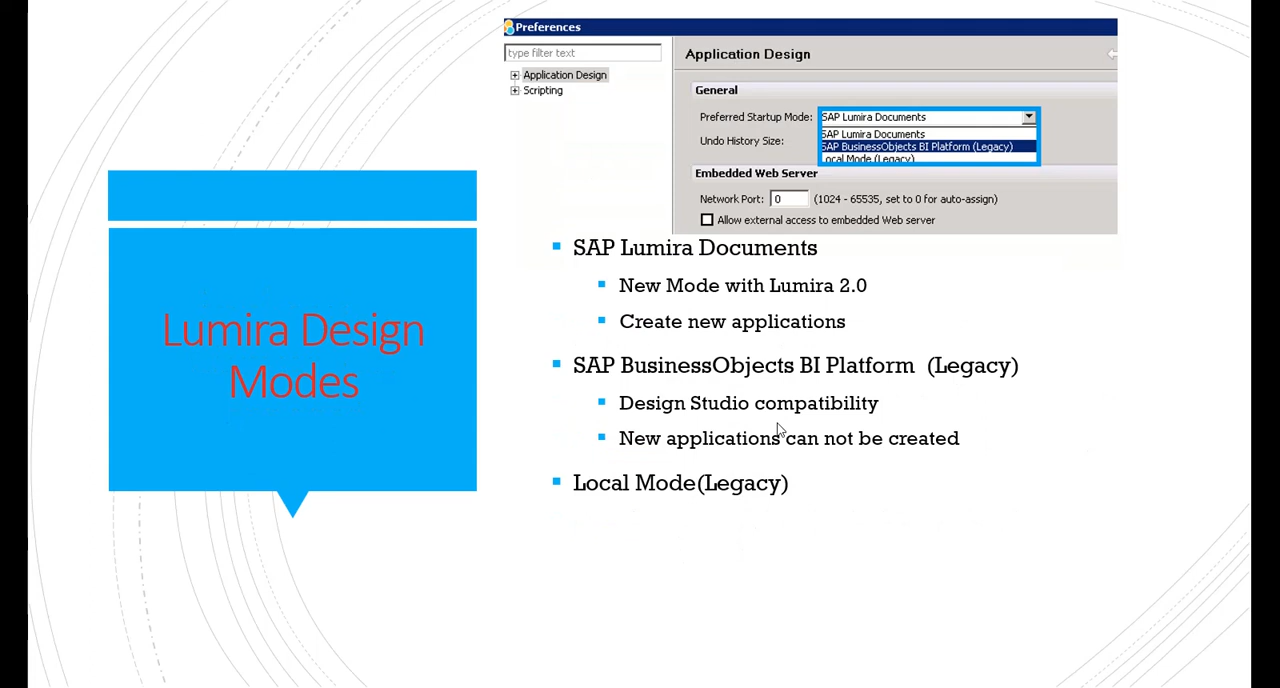 Preferences
type filter text
Application Design
Scripting
Application Design
General
Preferred Startup Mode: SAP Lumira Documents
SAP Lumira Documents
Undo History Size: SAP BusinessObjects BI Platform (Legacy)
Local Mode (Legacy)
Embedded Web Server
Network Port: 0 (1024 - 65535, set to 0 for auto-assign)
Allow external access to embedded Web server
Lumira Design
Modes
SAP Lumira Documents
New Mode with Lumira 2.0
Create new applications
SAP BusinessObjects BI Platform (Legacy)
Design Studio compatibility
New applications can not be created
Local Mode(Legacy)